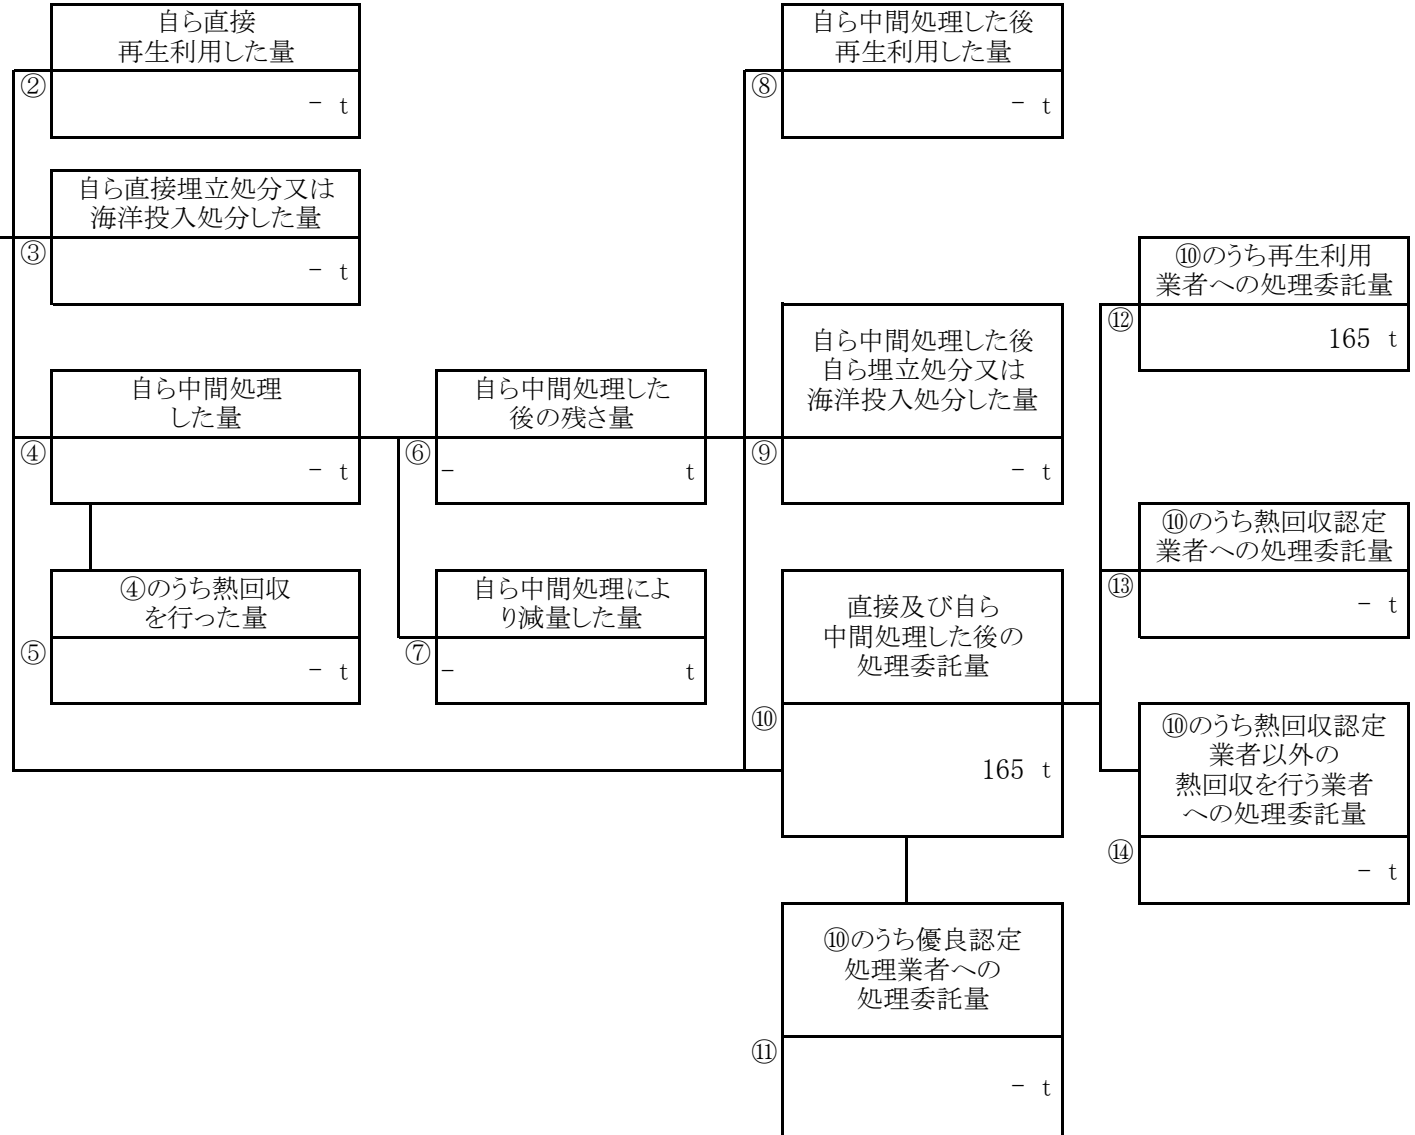 自ら直接
再生利用した量
②
－ t
自ら直接埋立処分又は
海洋投入処分した量
③
－ t
自ら中間処理
した量
④
－ t
④のうち熱回収
を行った量
⑤
－ t
自ら中間処理した
後の残さ量
⑥
－ t
自ら中間処理によ
り減量した量
⑦
－ t
自ら中間処理した後
再生利用した量
⑧
－ t
自ら中間処理した後
自ら埋立処分又は
海洋投入処分した量
⑨
－ t
直接及び自ら
中間処理した後の
処理委託量
⑩
165 t
⑩のうち優良認定
処理業者への
処理委託量
⑪
－ t
⑩のうち再生利用
業者への処理委託量
⑫
165 t
⑩のうち熱回収認定
業者への処理委託量
⑬
－ t
⑩のうち熱回収認定
業者以外の
熱回収を行う業者
への処理委託量
⑭
－ t